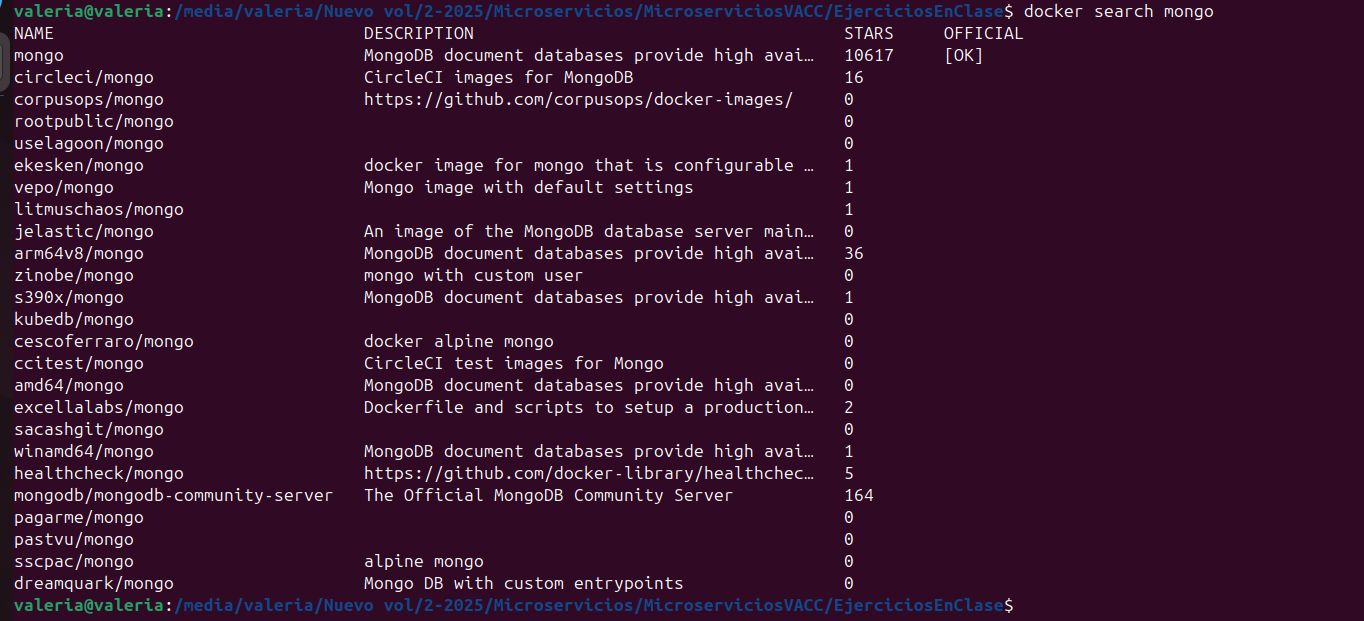 valeria@valeria:/media/valeria/Nuevo vol/2-2025/Microservicios/MicroserviciosVACC/EjerciciosEnClase$ docker search mongo
NAME DESCRIPTION STARS OFFICIAL
mongo MongoDB document databases provide high avai… 10617 [OK]
circleci/mongo CircleCI images for MongoDB 16
corpusops/mongo https://github.com/corpusops/docker-images/ 0
rootpublic/mongo 0
uselagoon/mongo 0
ekesken/mongo docker image for mongo that is configurable … 1
vepo/mongo Mongo image with default settings 1
litmuschaos/mongo 1
jelastic/mongo An image of the MongoDB database server main… 0
arm64v8/mongo MongoDB document databases provide high avai… 36
zinobe/mongo mongo with custom user 0
s390x/mongo MongoDB document databases provide high avai… 1
kubedb/mongo 0
cescoferraro/mongo docker alpine mongo 0
ccitest/mongo CircleCI test images for Mongo 0
amd64/mongo MongoDB document databases provide high avai… 0
excellalabs/mongo Dockerfile and scripts to setup a production… 2
sacashgit/mongo 0
winamd64/mongo MongoDB document databases provide high avai… 1
healthcheck/mongo https://github.com/docker-library/healthchec… 5
mongodb/mongodb-community-server The Official MongoDB Community Server 164
pagarme/mongo 0
pastvu/mongo 0
sscpac/mongo alpine mongo 0
dreamquark/mongo Mongo DB with custom entrypoints 0
valeria@valeria:/media/valeria/Nuevo vol/2-2025/Microservicios/MicroserviciosVACC/EjerciciosEnClase$